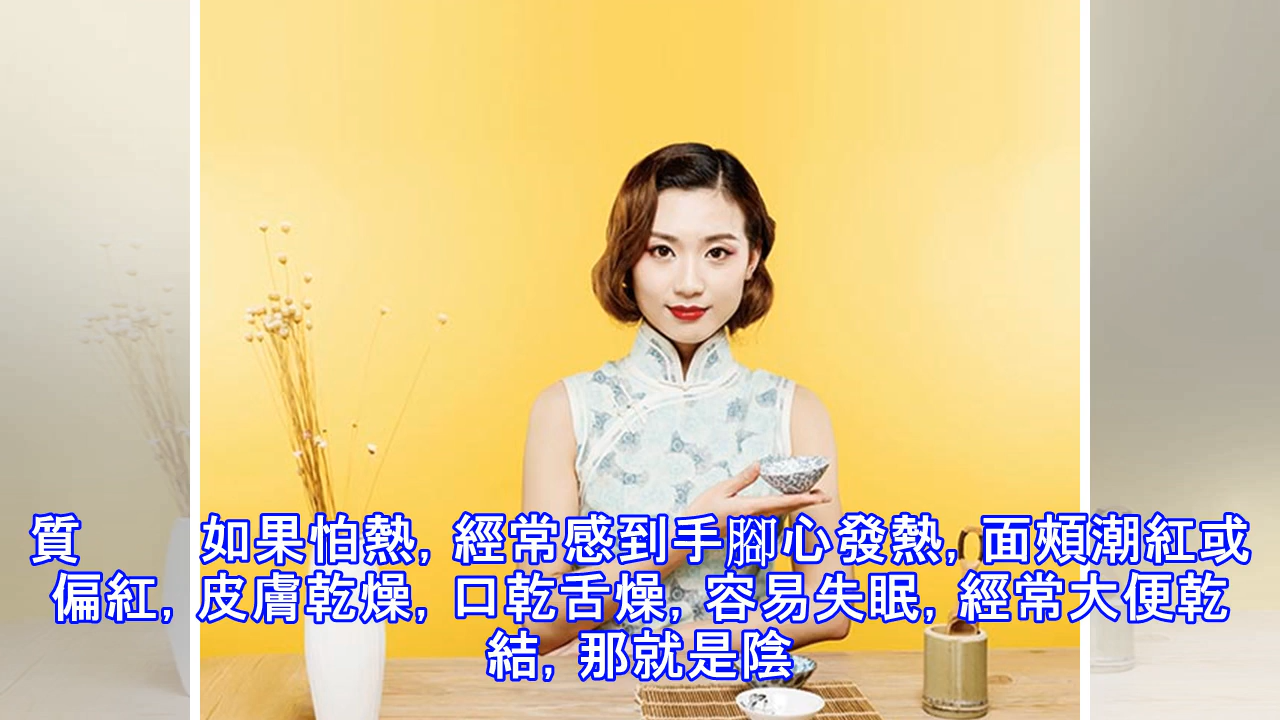 質 如果怕熱, 經常感到手腳心發熱, 面頰潮紅或
偏紅, 皮膚乾燥, 口乾舌燥, 容易失眠, 經常大便乾
結, 那就是陰